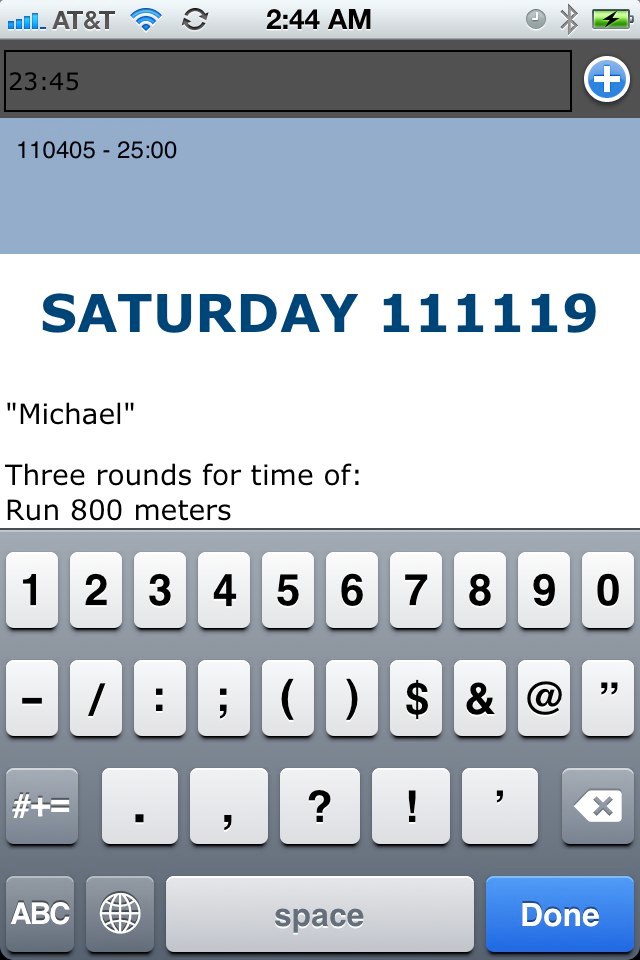 AT&T 2:44 AM
23:45
110405 - 25:00
SATURDAY 111119
"Michael"
Three rounds for time of:
Run 800 meters
1 2 3 4 5 6 7 8 9 0
- / : ; ( ) $ & @ ”
#+= . , ? ! ’
ABC space Done